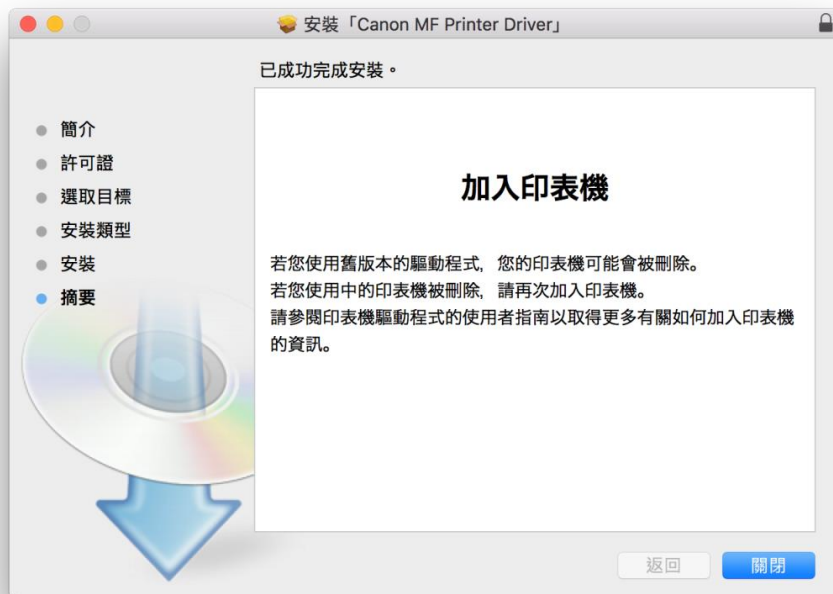 安裝「Canon MF Printer Driver」
已成功完成安裝。
簡介
許可證
選取目標
安裝類型
安裝
摘要
加入印表機
若您使用舊版本的驅動程式, 您的印表機可能會被刪除。
若您使用中的印表機被刪除, 請再次加入印表機。
請參閱印表機驅動程式的使用者指南以取得更多有關如何加入印表機
的資訊。
返回
關閉